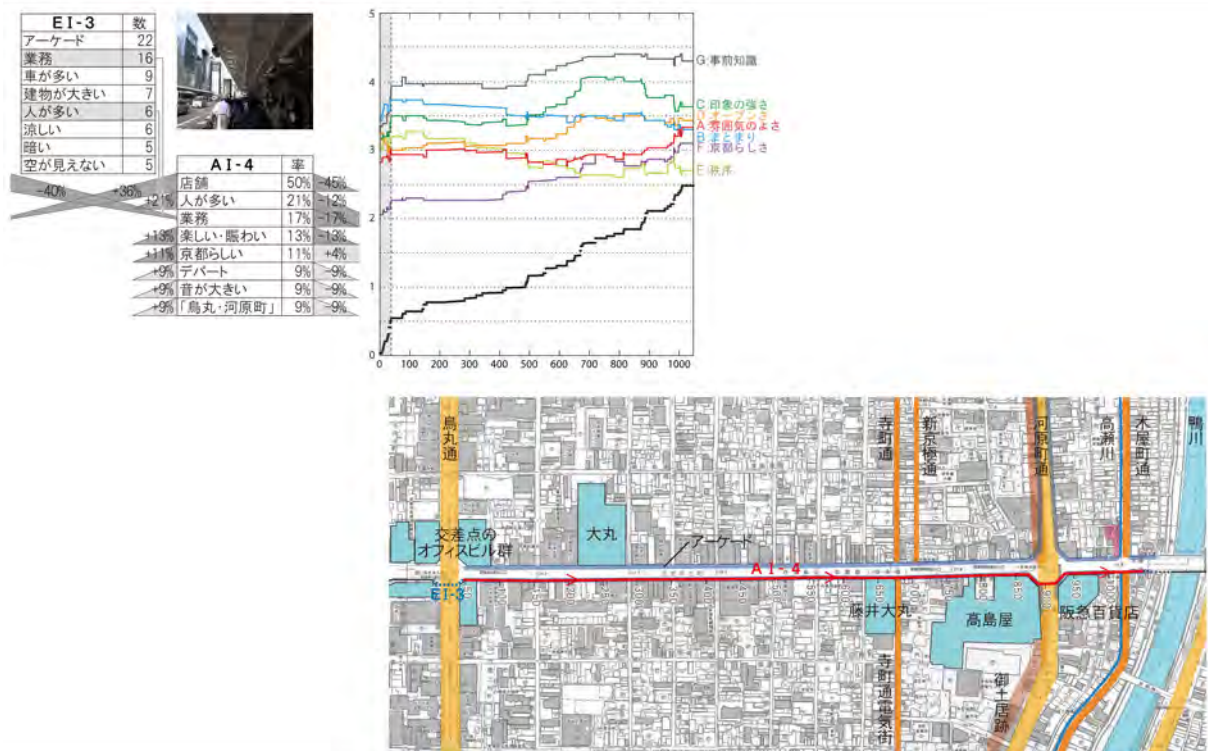 EI-3 数
アーケード 22
業務 16
車が多い 9
建物が大きい 7
人が多い 6
涼しい 6
暗い 5
空が見えない 5
AI-4 率
-40% +36% 店舗 50% -45%
+21% 人が多い 21% -12%
業務 17% -17%
+13% 楽しい・賑わい 13% -13%
+11% 京都らしい 11% +4%
+9% デパート 9% -9%
+9% 音が大きい 9% -9%
+9% 「烏丸・河原町」 9% -9%
5
4
3
2
1
0
G:事前知識
C:印象の強さ
D:オープンさ
A:雰囲気のよさ
B:まとまり
F:京都らしさ
E:秩序
0 100 200 300 400 500 600 700 800 900 1000
烏丸通
寺町通
新京極通
河原町通
高瀬川
木屋町通
鴨川
交差点の
オフィスビル群
大丸
アーケード
AI-4
EI-3
藤井大丸
高島屋
阪急百貨店
寺町通電気街
御土居跡